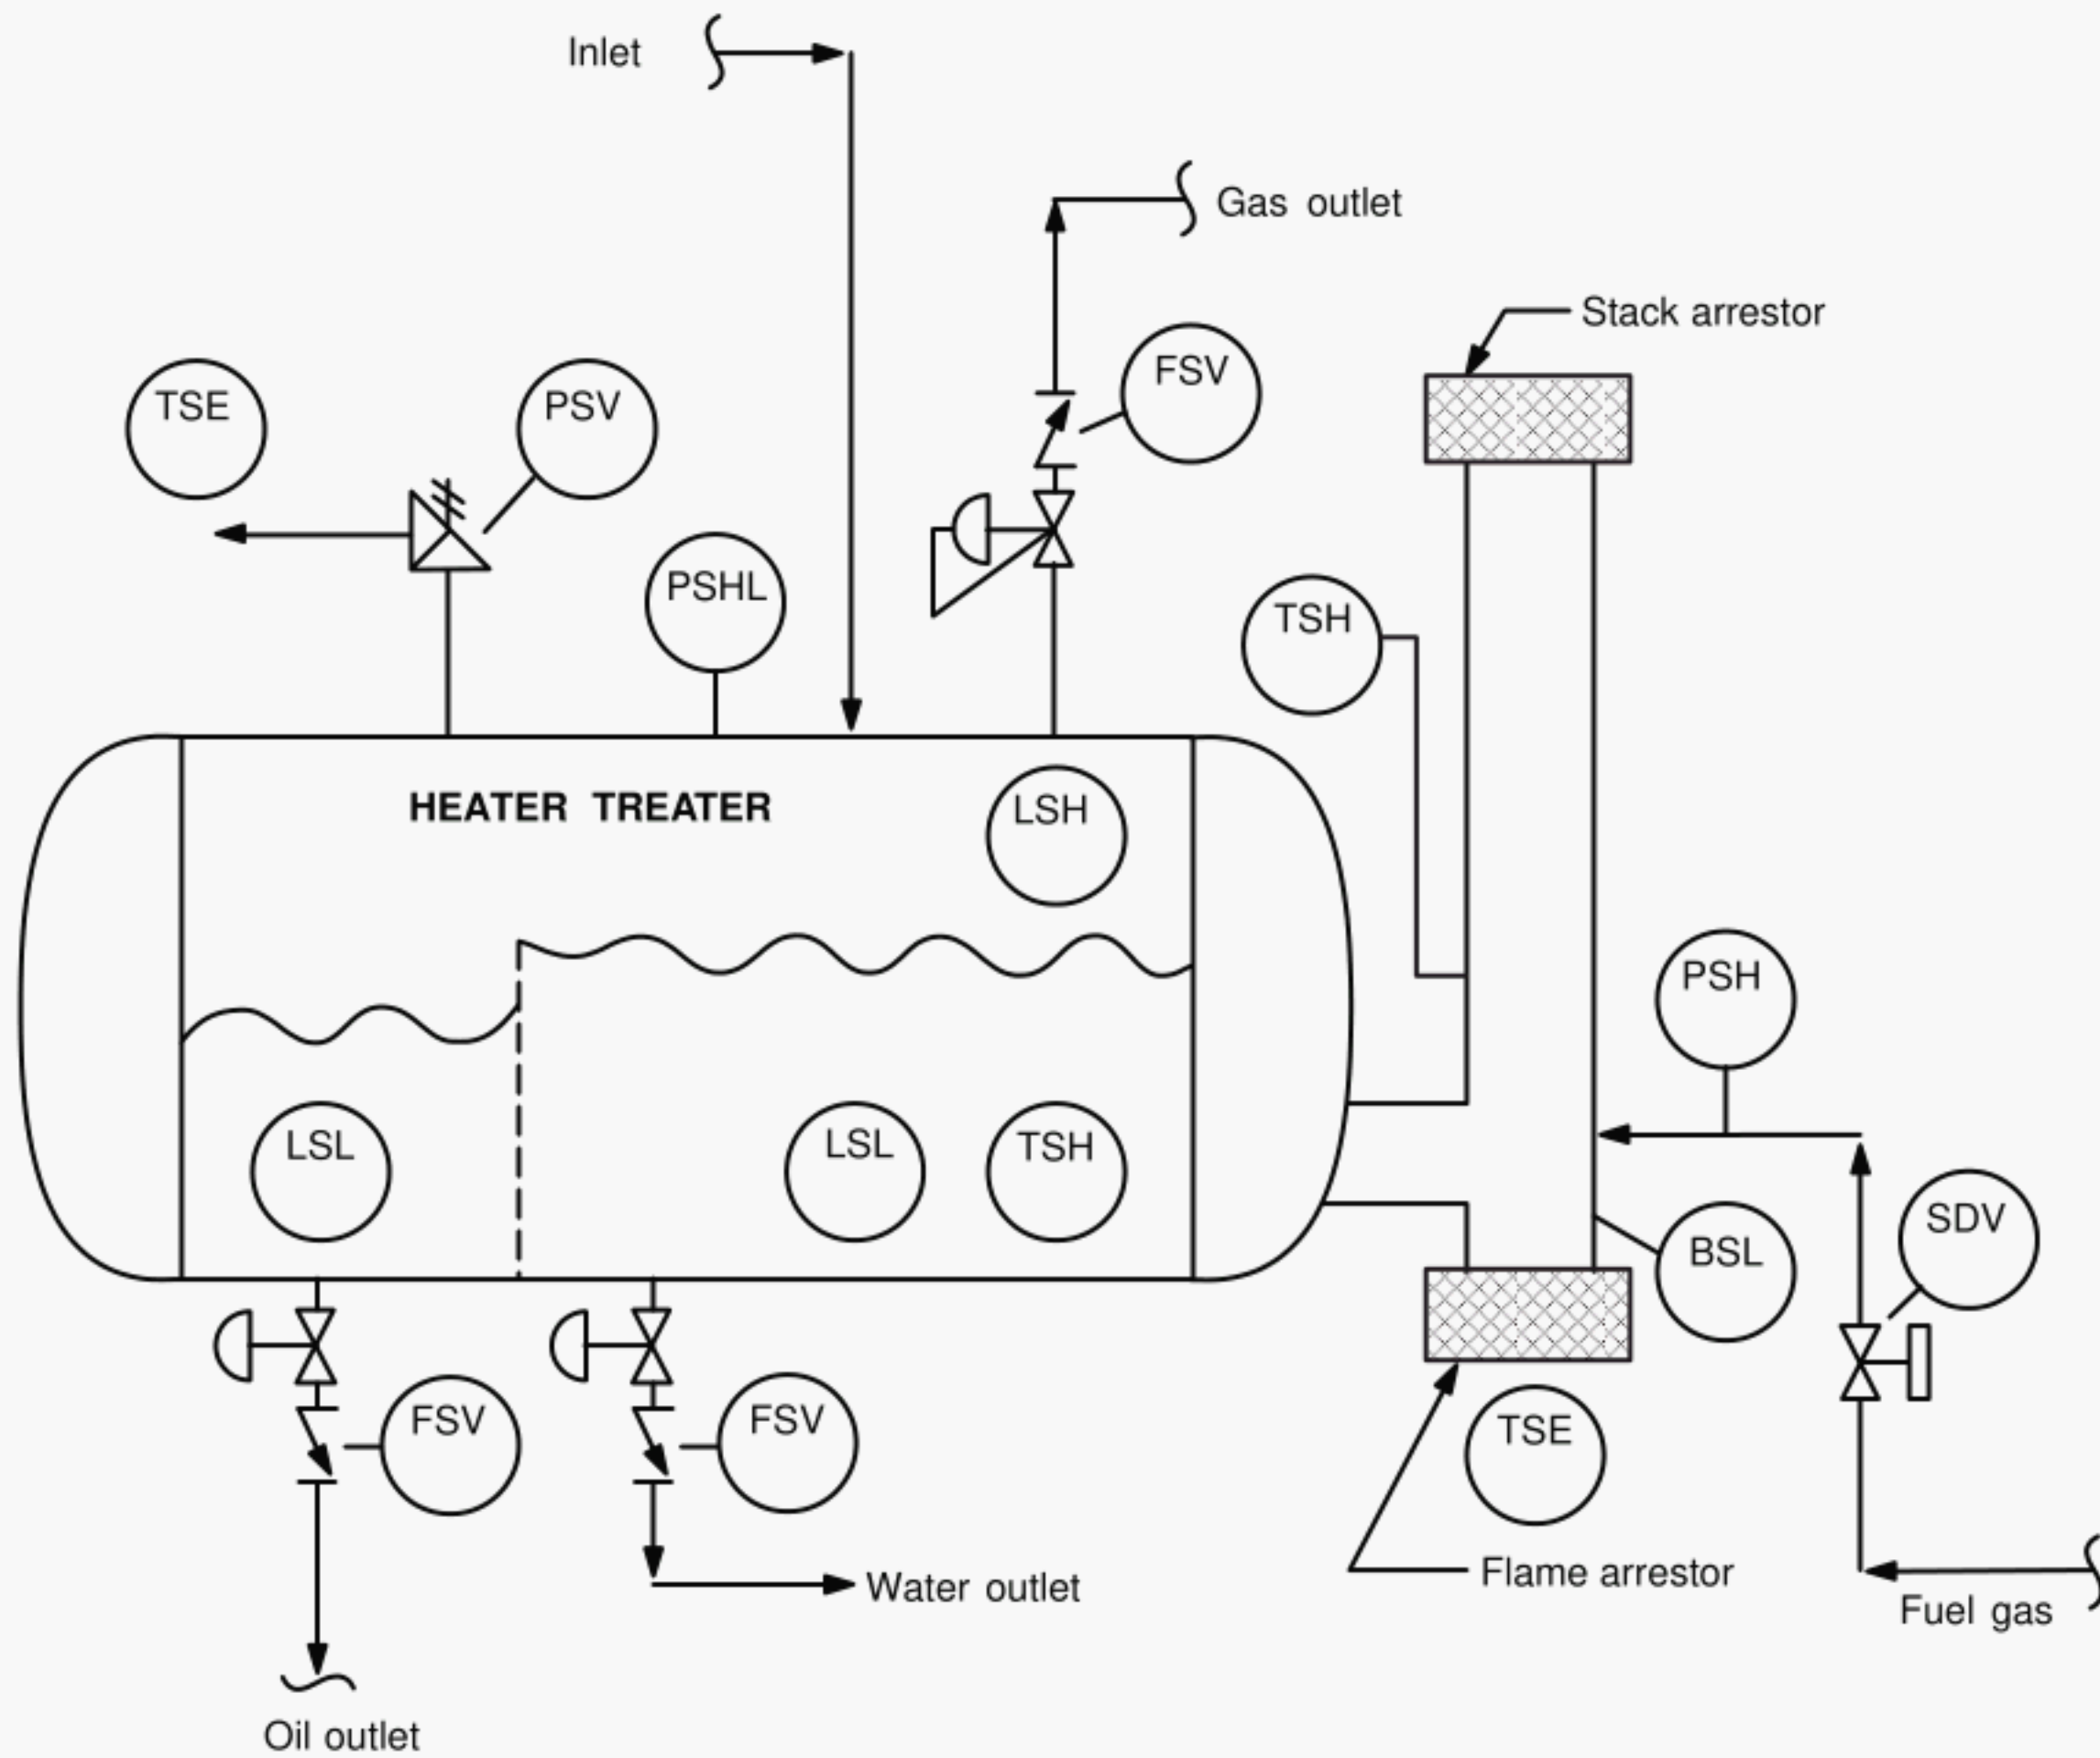 Inlet
Gas outlet
Stack arrestor
FSV
TSE
PSV
PSHL
TSH
HEATER TREATER
LSH
PSH
LSL
LSL
TSH
SDV
BSL
FSV
FSV
TSE
Flame arrestor
Water outlet
Fuel gas
Oil outlet